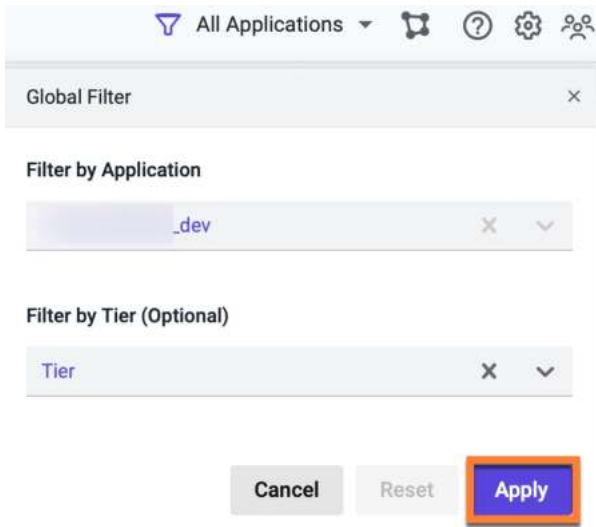 All Applications
Global Filter
Filter by Application
_dev
Filter by Tier (Optional)
Tier
Cancel Reset Apply